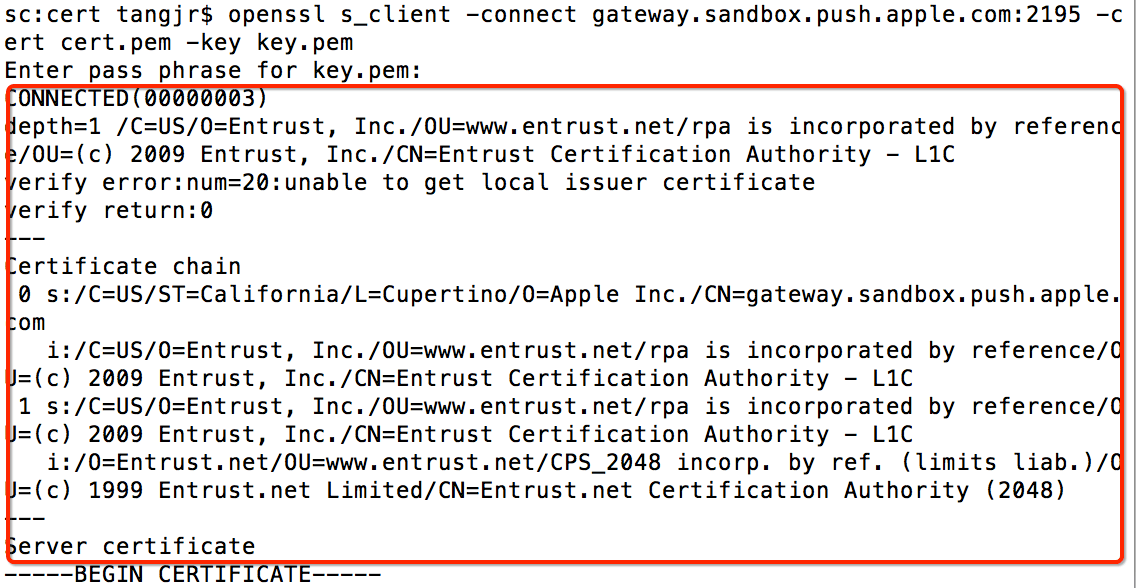 sc:cert tangjr$ openssl s_client -connect gateway.sandbox.push.apple.com:2195 -c
ert cert.pem -key key.pem
Enter pass phrase for key.pem:
CONNECTED(00000003)
depth=1 /C=US/O=Entrust, Inc./OU=www.entrust.net/rpa is incorporated by referenc
e/OU=(c) 2009 Entrust, Inc./CN=Entrust Certification Authority - L1C
verify error:num=20:unable to get local issuer certificate
verify return:0
---
Certificate chain
 0 s:/C=US/ST=California/L=Cupertino/O=Apple Inc./CN=gateway.sandbox.push.apple.
com
   i:/C=US/O=Entrust, Inc./OU=www.entrust.net/rpa is incorporated by reference/O
U=(c) 2009 Entrust, Inc./CN=Entrust Certification Authority - L1C
 1 s:/C=US/O=Entrust, Inc./OU=www.entrust.net/rpa is incorporated by reference/O
U=(c) 2009 Entrust, Inc./CN=Entrust Certification Authority - L1C
   i:/O=Entrust.net/OU=www.entrust.net/CPS_2048 incorp. by ref. (limits liab.)/O
U=(c) 1999 Entrust.net Limited/CN=Entrust.net Certification Authority (2048)
---
Server certificate
-----BEGIN CERTIFICATE-----